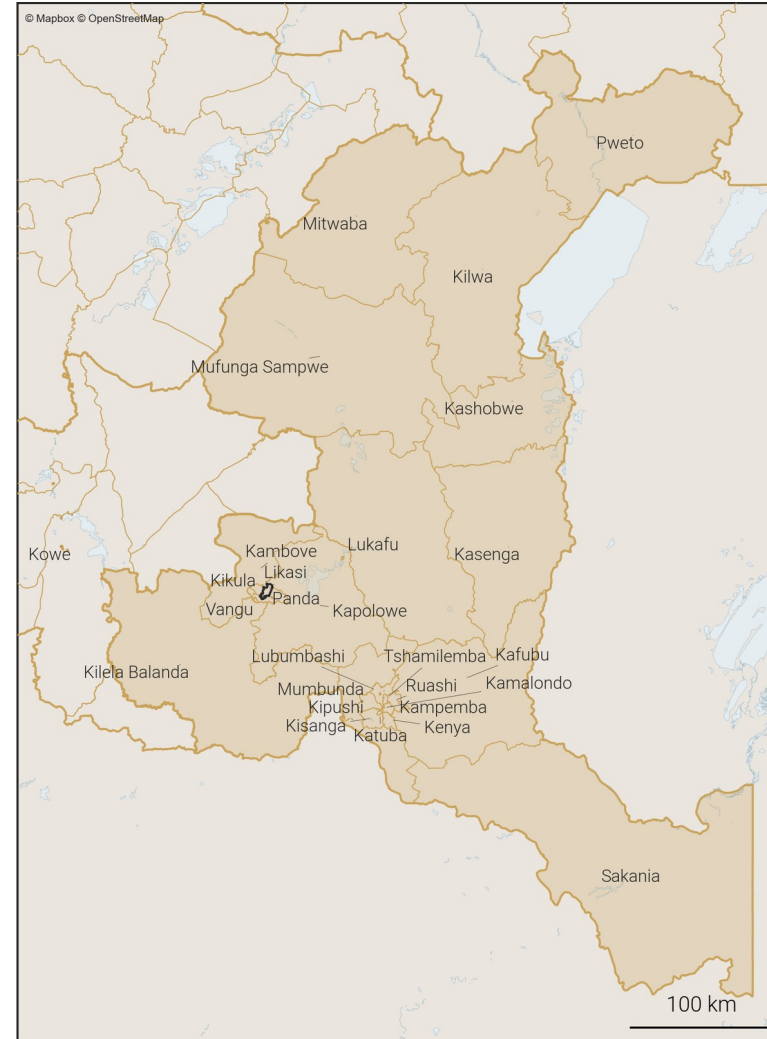 © Mapbox © OpenStreetMap
Pweto
Mitwaba
Kilwa
Mufunga Sampwe
Kashobwe
Lukafu
Kambove
Kowe
Kasenga
Likasi
Kikula
Panda
Vangu
Kapolowe
Lubumbashi
Tshamilemba
Kafubu
Kilela Balanda
Mumbunda
Ruashi
Kamalondo
Kipushi
Kampemba
Kisanga
Kenya
Katuba
Sakania
100 km